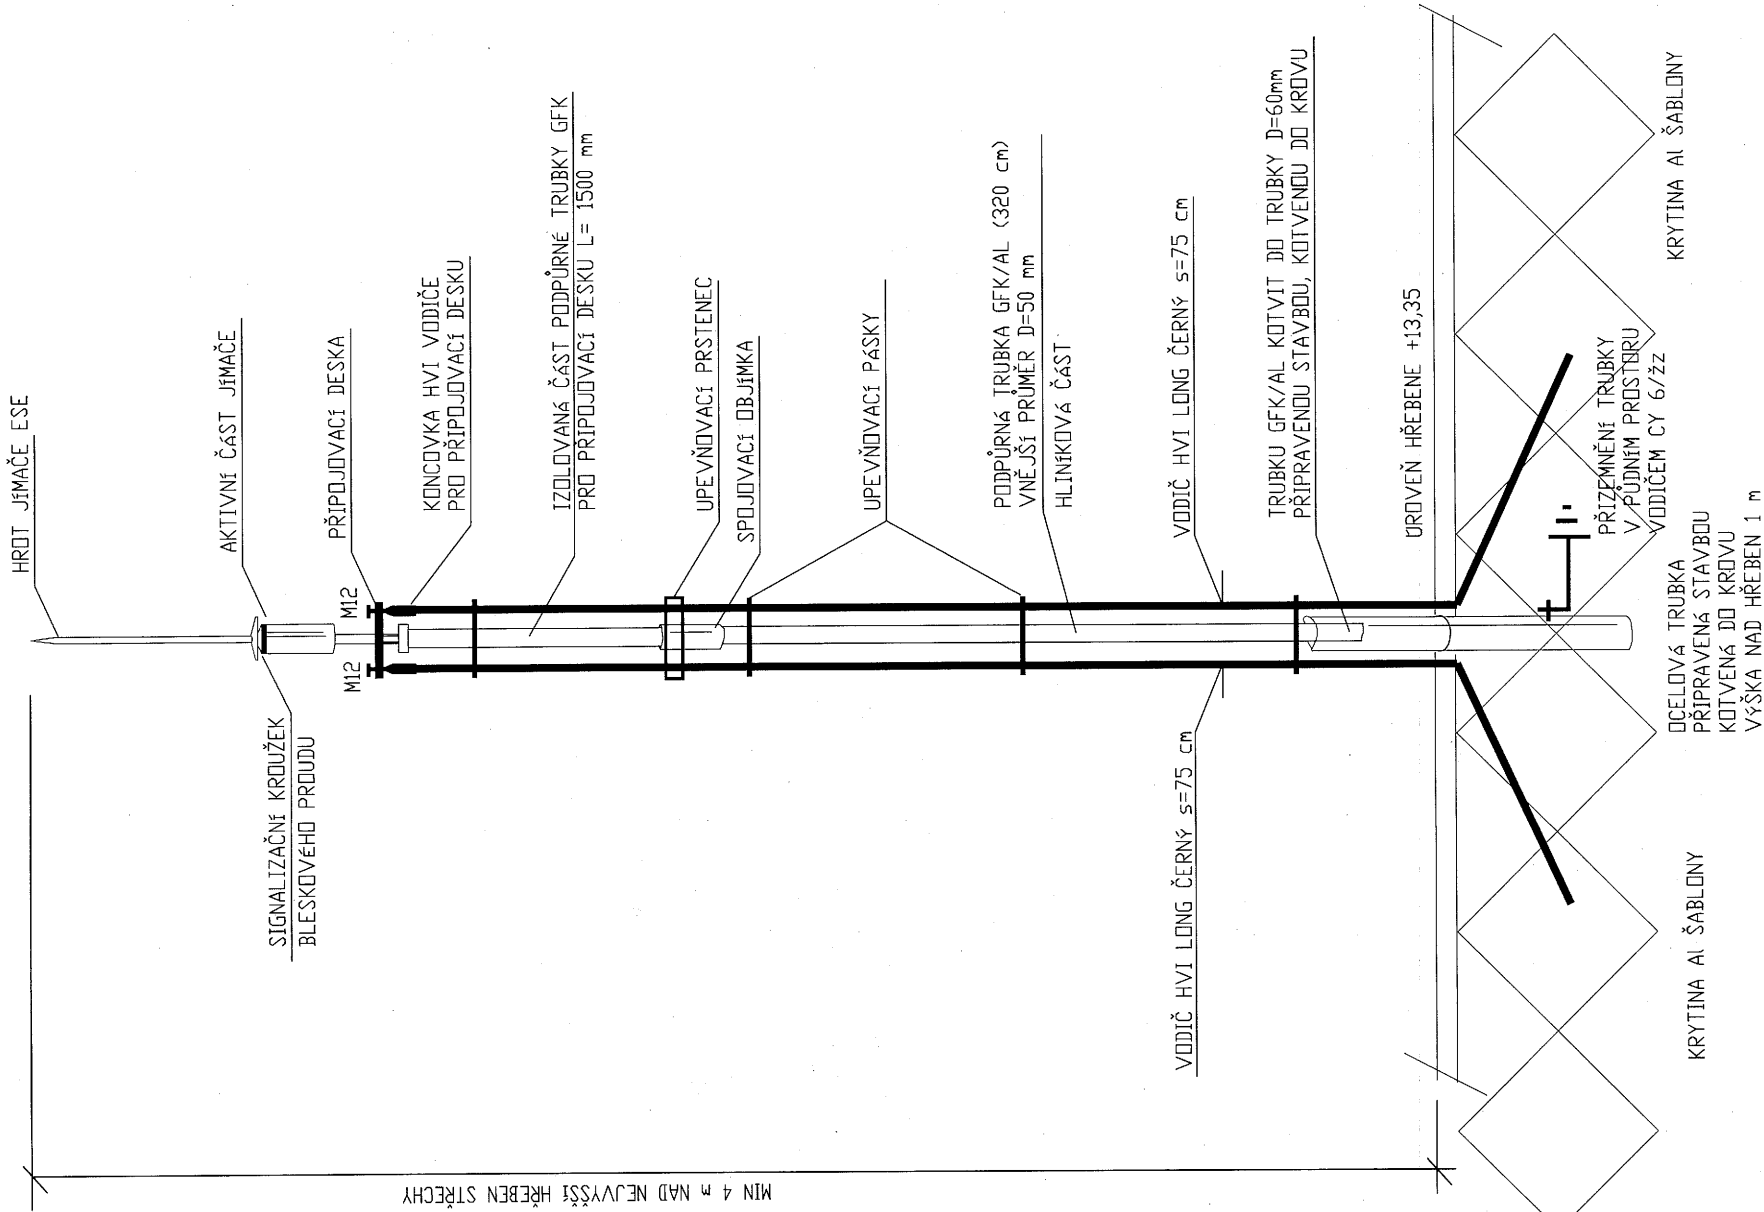 HROT JÍMAČE ESE
AKTIVNÍ ČÁST JÍMAČE
SIGNALIZAČNÍ KROUŽEK
BLESKOVÉHO PROUDU
PŘIPOJOVACÍ DESKA
M12
M12
KONCOVKA HVI VODIČE
PRO PŘIPOJOVACÍ DESKU
IZOLOVANÁ ČÁST PODPŮRNÉ TRUBKY GFK
PRO PŘIPOJOVACÍ DESKU L= 1500 mm
UPEVŇOVACÍ PRSTENEC
SPOJOVACÍ OBJÍMKA
UPEVŇOVACÍ PÁSKY
PODPŮRNÁ TRUBKA GFK/AL (320 cm)
VNĚJŠÍ PRŮMĚR D=50 mm
HLINÍKOVÁ ČÁST
VODIČ HVI LONG ČERNÝ s=75 cm
VODIČ HVI LONG ČERNÝ s=75 cm
TRUBKU GFK/AL KOTVIT DO TRUBKY D=60mm
PŘIPRAVENOU STAVBOU, KOTVENOU DO KROVU
ÚROVEŇ HŘEBENE +13,35
PŘIZEMNĚNÍ TRUBKY
V PŮDNÍM PROSTORU
VODIČEM CY 6/žz
OCELOVÁ TRUBKA
PŘIPRAVENÁ STAVBOU
KOTVENÁ DO KROVU
VÝŠKA NAD HŘEBEN 1 m
KRYTINA Al ŠABLONY
KRYTINA Al ŠABLONY
MIN 4 m NAD NEJVYŠŠÍ HŘEBEN STŘECHY